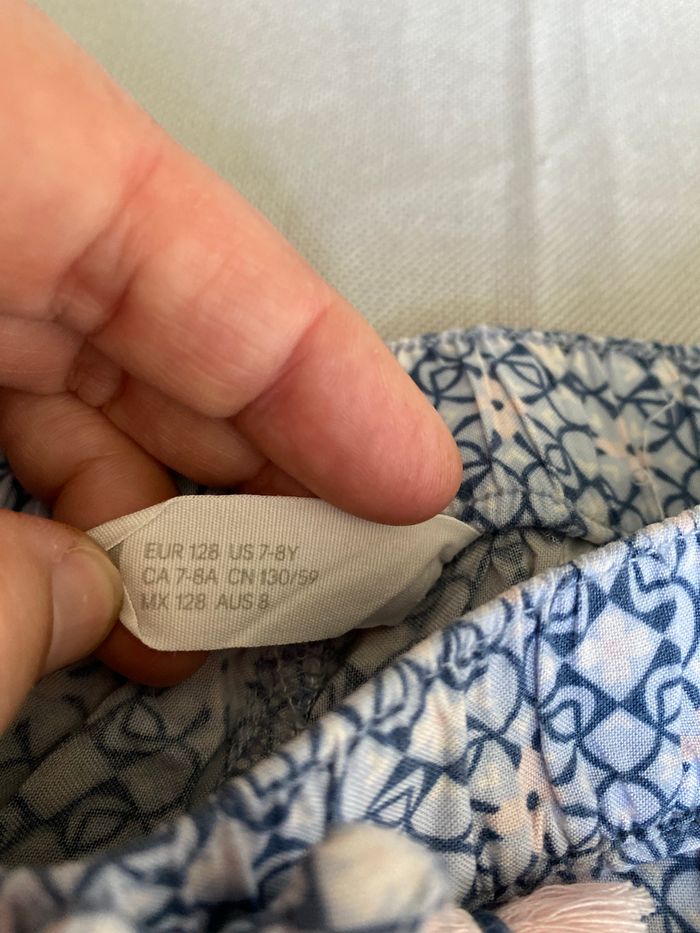 EUR 128 US 7-8Y
CA 7-8A CN 130/59
MX 128 AUS 8